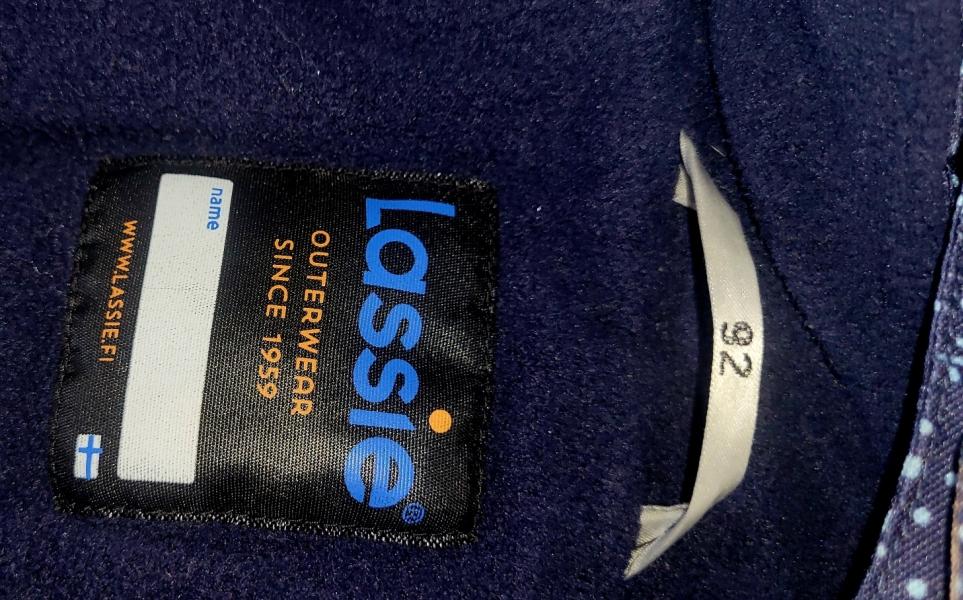 92
Lassie®
OUTERWEAR
SINCE 1959
name
WWW.LASSIE.FI